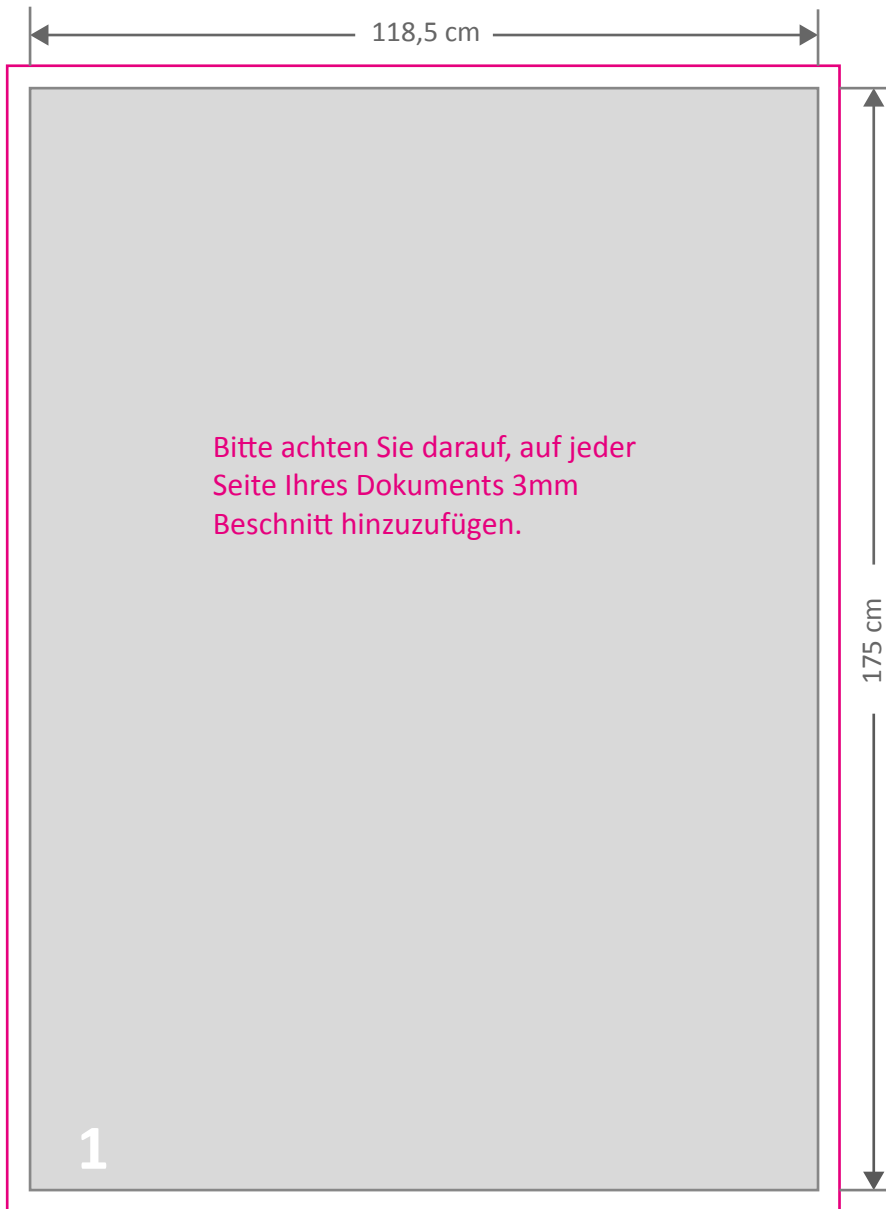 118,5 cm
Bitte achten Sie darauf, auf jeder
Seite Ihres Dokuments 3mm
Beschnitt hinzuzufügen.
175 cm
1